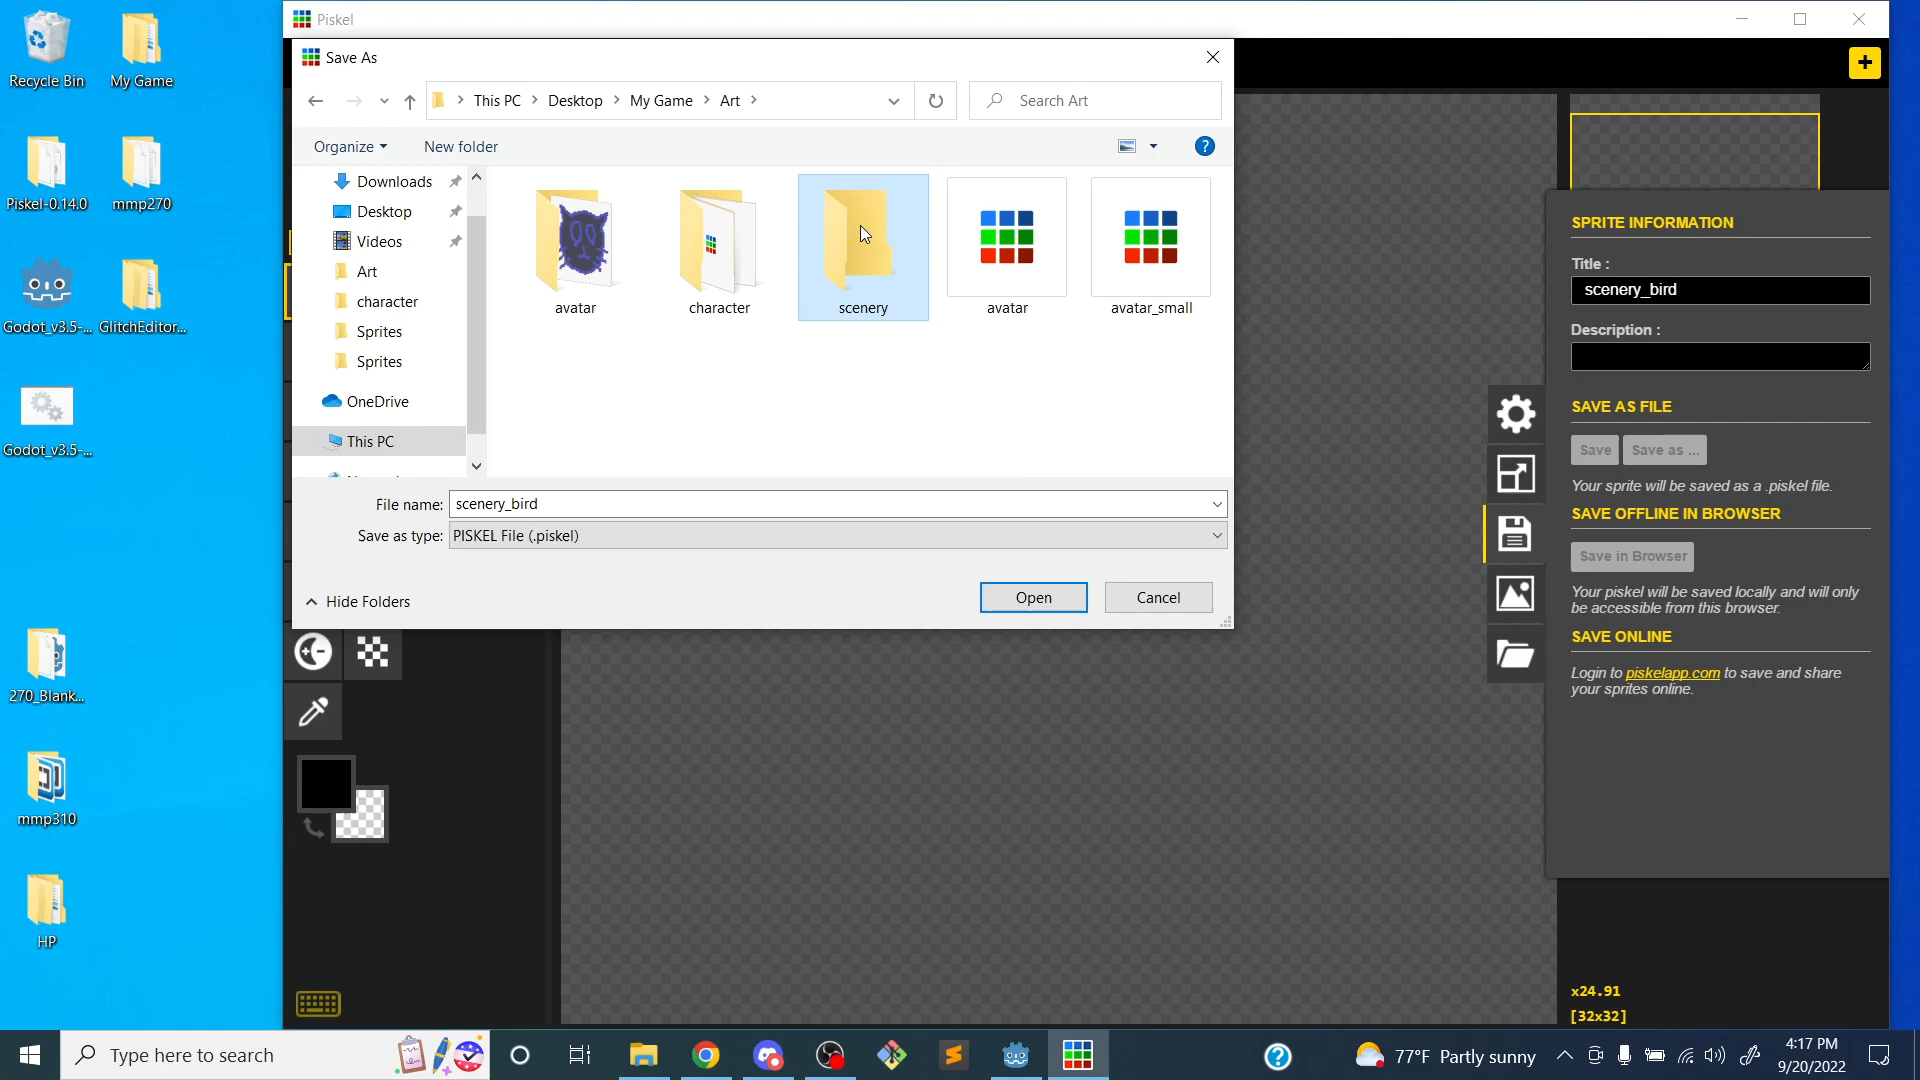 Recycle Bin
My Game
Piskel-0.14.0
mmp270
Godot_v3.5-...
GlitchEditor...
Godot_v3.5-...
270_Blank...
mmp310
HP
Piskel
Save As
This PC
Desktop
My Game
Art
Search Art
Organize
New folder
?
Downloads
Desktop
Videos
Art
character
Sprites
Sprites
OneDrive
This PC
avatar
character
scenery
avatar
avatar_small
File name:
scenery_bird
Save as type:
PISKEL File (.piskel)
Hide Folders
Open
Cancel
+
SPRITE INFORMATION
Title :
scenery_bird
Description :
SAVE AS FILE
Save
Save as ...
Your sprite will be saved as a .piskel file.
SAVE OFFLINE IN BROWSER
Save in Browser
Your piskel will be saved locally and will only
be accessible from this browser.
SAVE ONLINE
Login to piskelapp.com to save and share
your sprites online.
x24.91
[32x32]
Type here to search
?
77°F Partly sunny
4:17 PM
9/20/2022